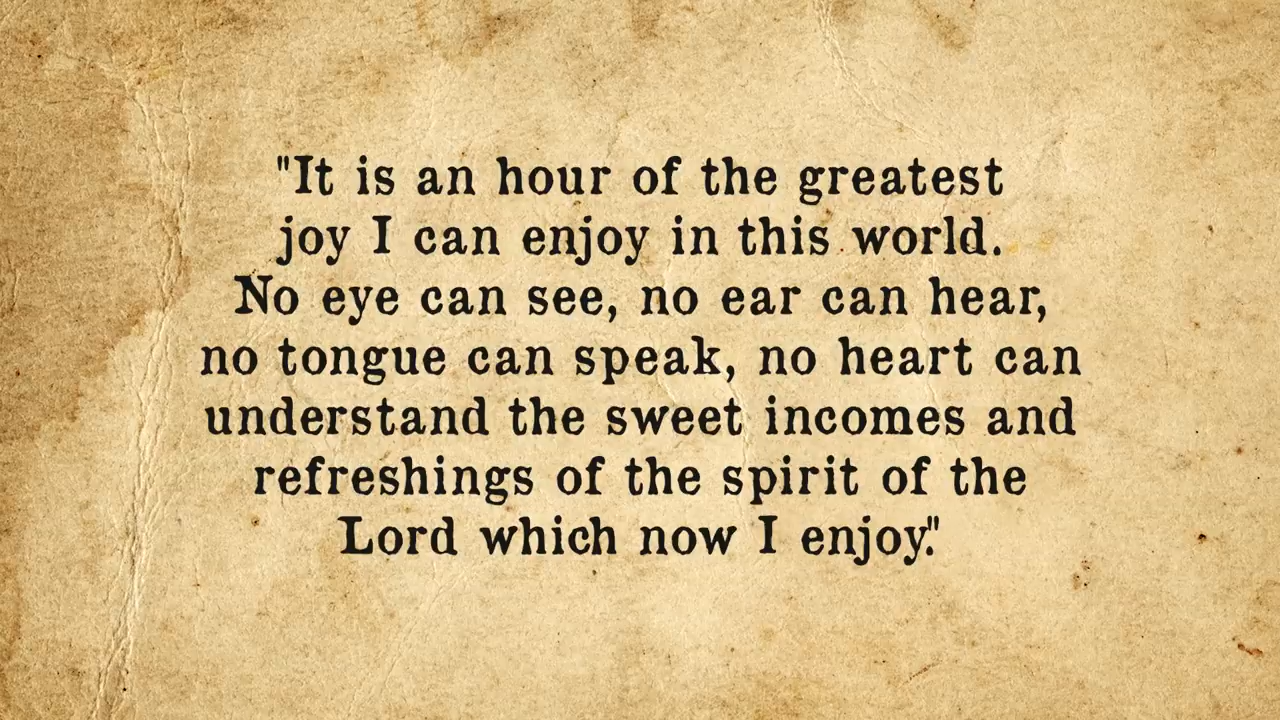 "It is an hour of the greatest
joy I can enjoy in this world.
No eye can see, no ear can hear,
no tongue can speak, no heart can
understand the sweet incomes and
refreshings of the spirit of the
Lord which now I enjoy."